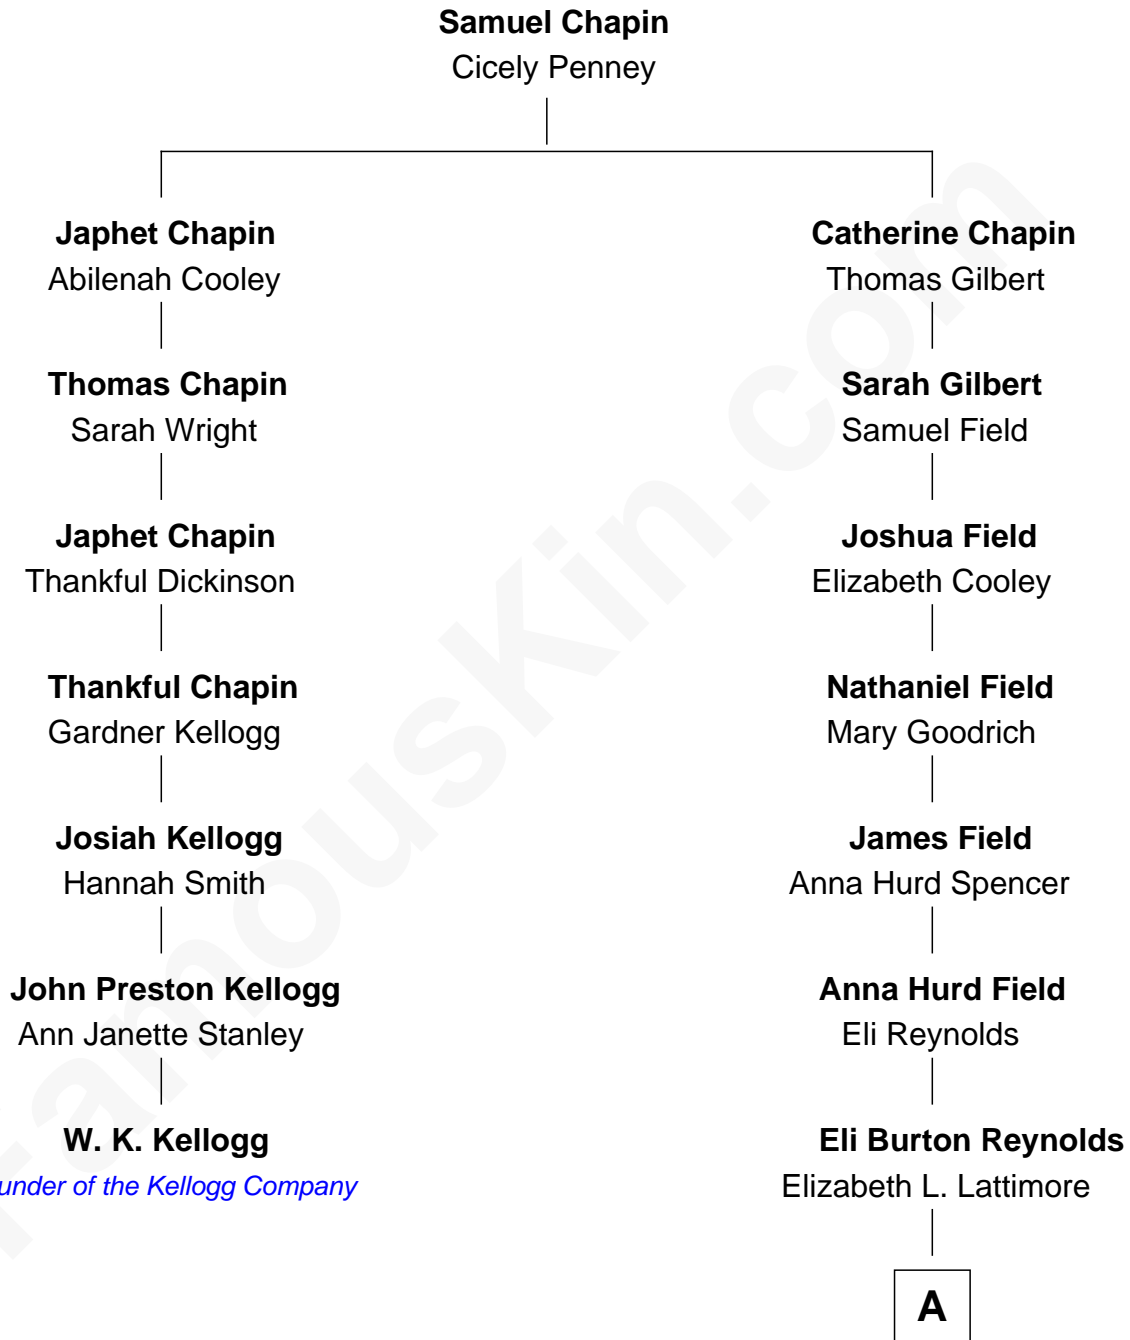 Samuel Chapin
Cicely Penney
Japhet Chapin
Abilenah Cooley
Catherine Chapin
Thomas Gilbert
Thomas Chapin
Sarah Wright
Sarah Gilbert
Samuel Field
Japhet Chapin
Thankful Dickinson
Joshua Field
Elizabeth Cooley
Thankful Chapin
Gardner Kellogg
Nathaniel Field
Mary Goodrich
Josiah Kellogg
Hannah Smith
James Field
Anna Hurd Spencer
John Preston Kellogg
Ann Janette Stanley
Anna Hurd Field
Eli Reynolds
W. K. Kellogg
under of the Kellogg Company
Eli Burton Reynolds
Elizabeth L. Lattimore
A
FamousKin.com